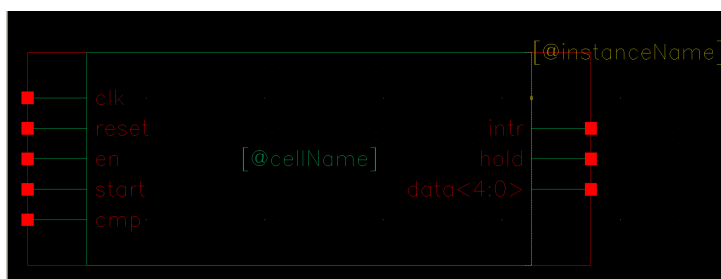 [@instanceName]
clk
reset
intr
en
[@cellName]
hold
start
data<4:0>
cmp